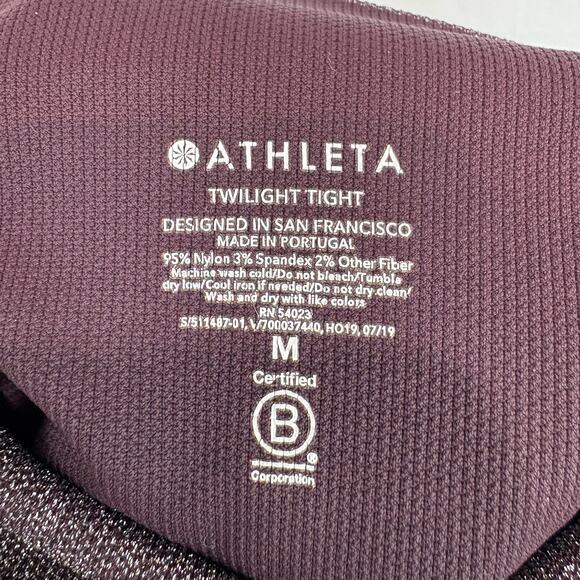 ATHLETA
TWILIGHT TIGHT
DESIGNED IN SAN FRANCISCO
MADE IN PORTUGAL
95% Nylon 3% Spandex 2% Other Fiber
Machine wash cold/Do not bleach/Tumble
dry low/Cool iron if needed/Do not dry clean/
Wash and dry with like colors
RN 54023
S/511487-01, V/700037440, HO19, 07/19
M
Certified
B
®
Corporation